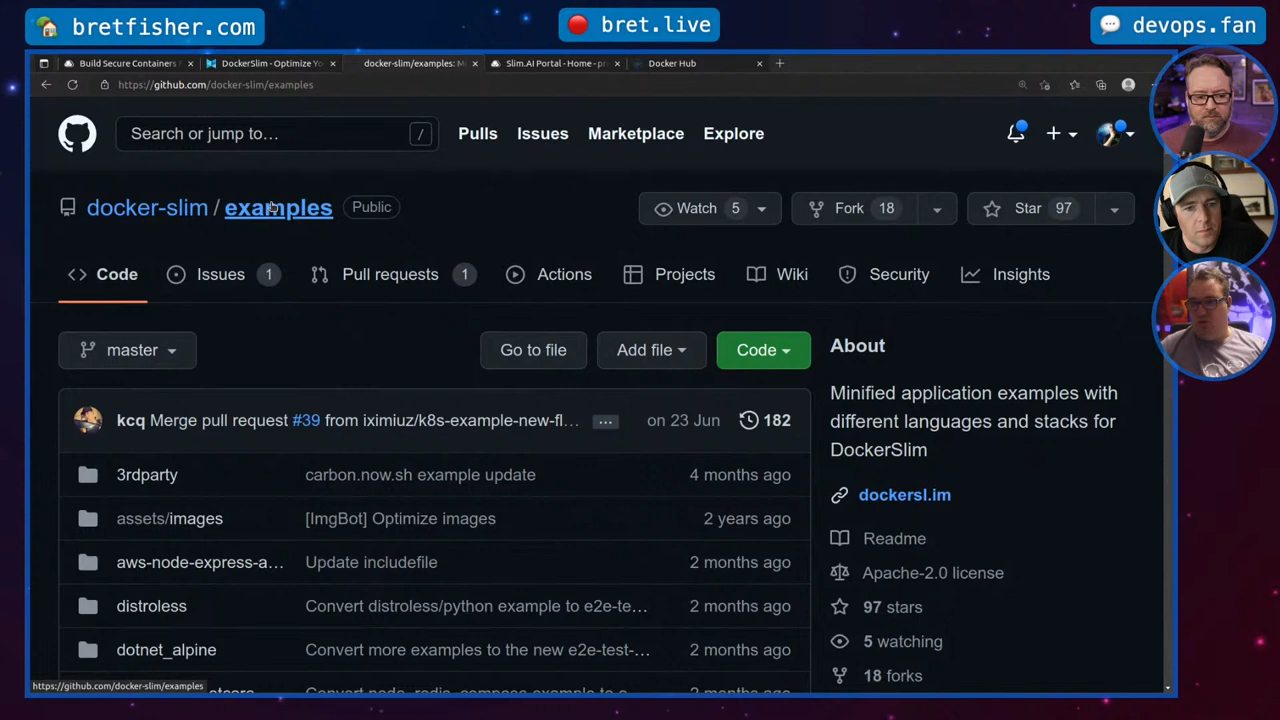 bretfisher.com
bret.live
devops.fan
Build Secure Containers
DockerSlim - Optimize Yo
docker-slim/examples: M
Slim.AI Portal - Home - pr
Docker Hub
https://github.com/docker-slim/examples
Search or jump to…
/
Pulls
Issues
Marketplace
Explore
docker-slim / examples
Public
Watch 5
Fork 18
Star 97
Code
Issues 1
Pull requests 1
Actions
Projects
Wiki
Security
Insights
master
Go to file
Add file
Code
About
Minified application examples with
different languages and stacks for
DockerSlim
dockersl.im
Readme
Apache-2.0 license
97 stars
5 watching
18 forks
kcq Merge pull request #39 from iximiuz/k8s-example-new-fl… … on 23 Jun 182
3rdparty carbon.now.sh example update 4 months ago
assets/images [ImgBot] Optimize images 2 years ago
aws-node-express-a… Update includefile 2 months ago
distroless Convert distroless/python example to e2e-te… 2 months ago
dotnet_alpine Convert more examples to the new e2e-test-… 2 months ago
https://github.com/docker-slim/examples